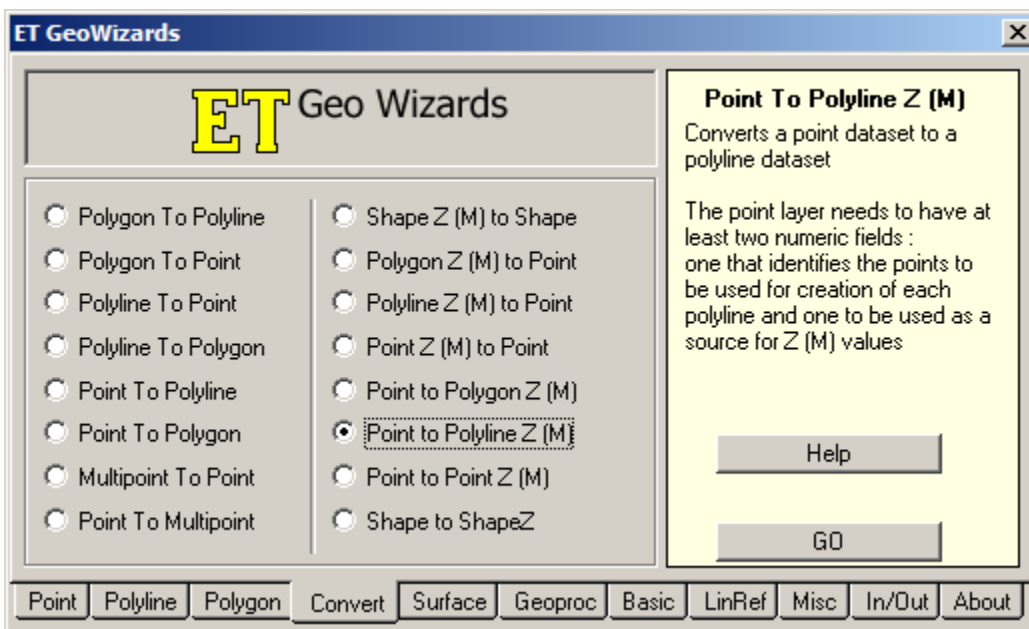 ET GeoWizards
ET Geo Wizards
Polygon To Polyline
Polygon To Point
Polyline To Point
Polyline To Polygon
Point To Polyline
Point To Polygon
Multipoint To Point
Point To Multipoint
Shape Z (M) to Shape
Polygon Z (M) to Point
Polyline Z (M) to Point
Point Z (M) to Point
Point to Polygon Z (M)
Point to Polyline Z (M)
Point to Point Z (M)
Shape to ShapeZ
Point To Polyline Z (M)
Converts a point dataset to a
polyline dataset
The point layer needs to have at
least two numeric fields :
one that identifies the points to
be used for creation of each
polyline and one to be used as a
source for Z (M) values
Help
GO
Point Polyline Polygon Convert Surface Geoproc Basic LinRef Misc In/Out About